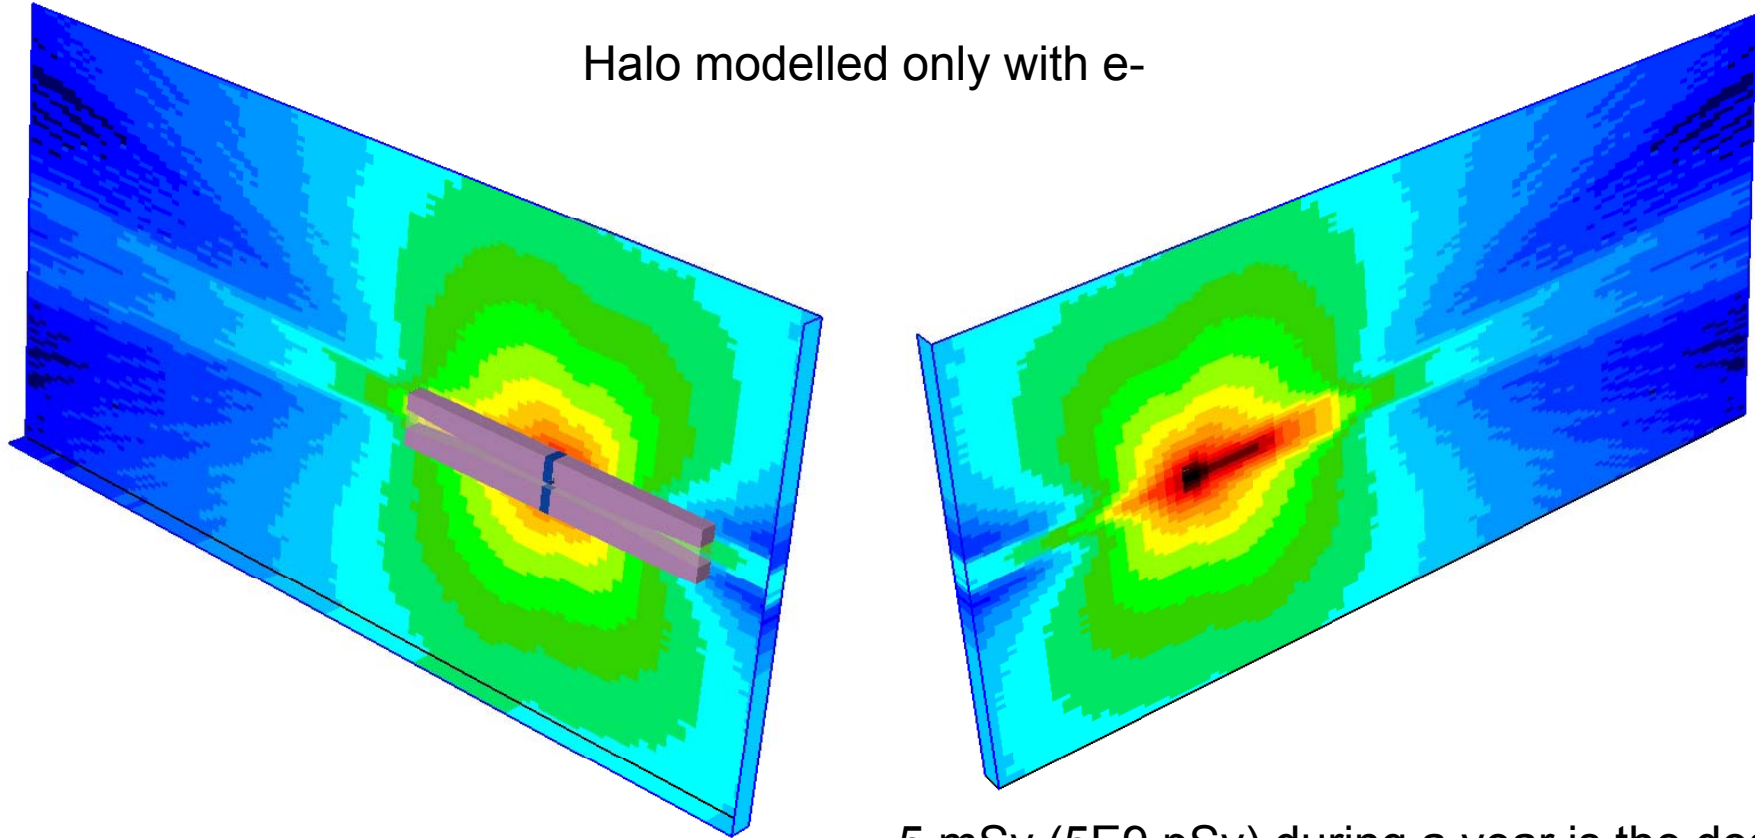 Halo modelled only with e-
5 mSv (5E9 pSv) during a year is the